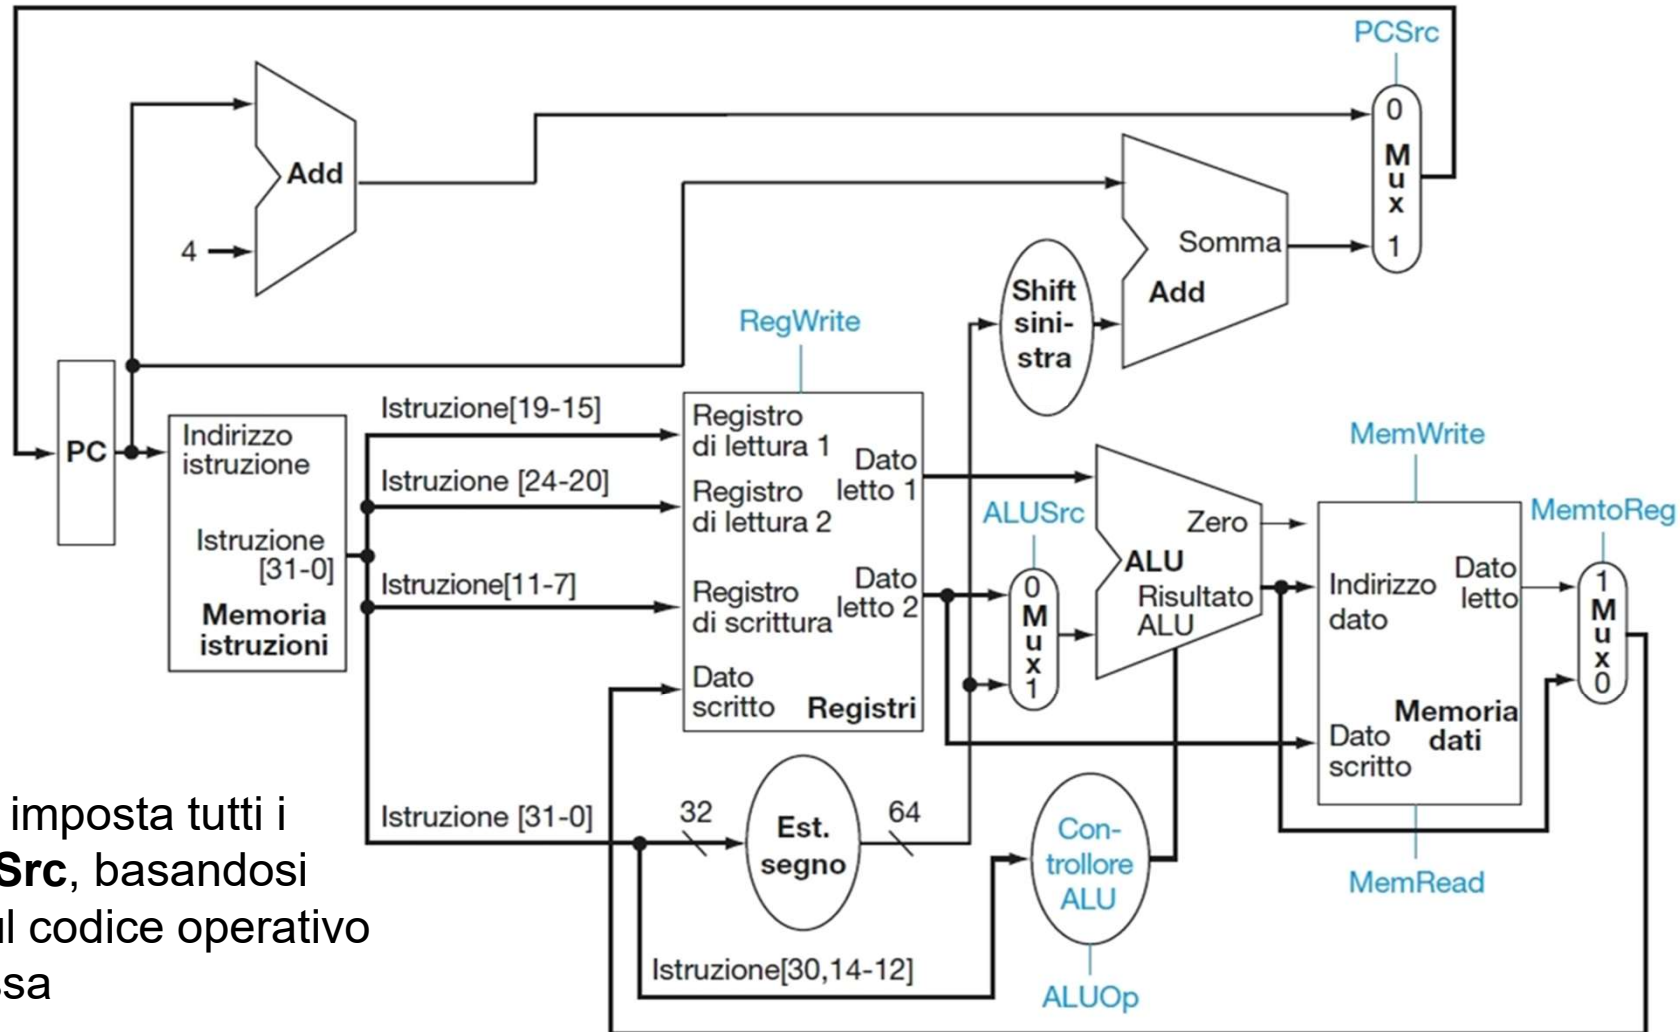 PCSrc
0
Mux
1
Add
4
Somma
Add
Shift
sini-
stra
RegWrite
PC
Indirizzo
istruzione
Istruzione
[31-0]
Memoria
istruzioni
Istruzione[19-15]
Istruzione [24-20]
Istruzione[11-7]
Registro
di lettura 1
Registro
di lettura 2
Registro
di scrittura
Dato
scritto
Dato
letto 1
Dato
letto 2
Registri
ALUSrc
0
Mux
1
Zero
ALU
Risultato
ALU
MemWrite
MemtoReg
Indirizzo
dato
Dato
letto
Dato
scritto
Memoria
dati
1
Mux
0
MemRead
Istruzione [31-0]
32
Est.
segno
64
Con-
trollore
ALU
ALUOp
Istruzione[30,14-12]
imposta tutti i
Src, basandosi
codice operativo